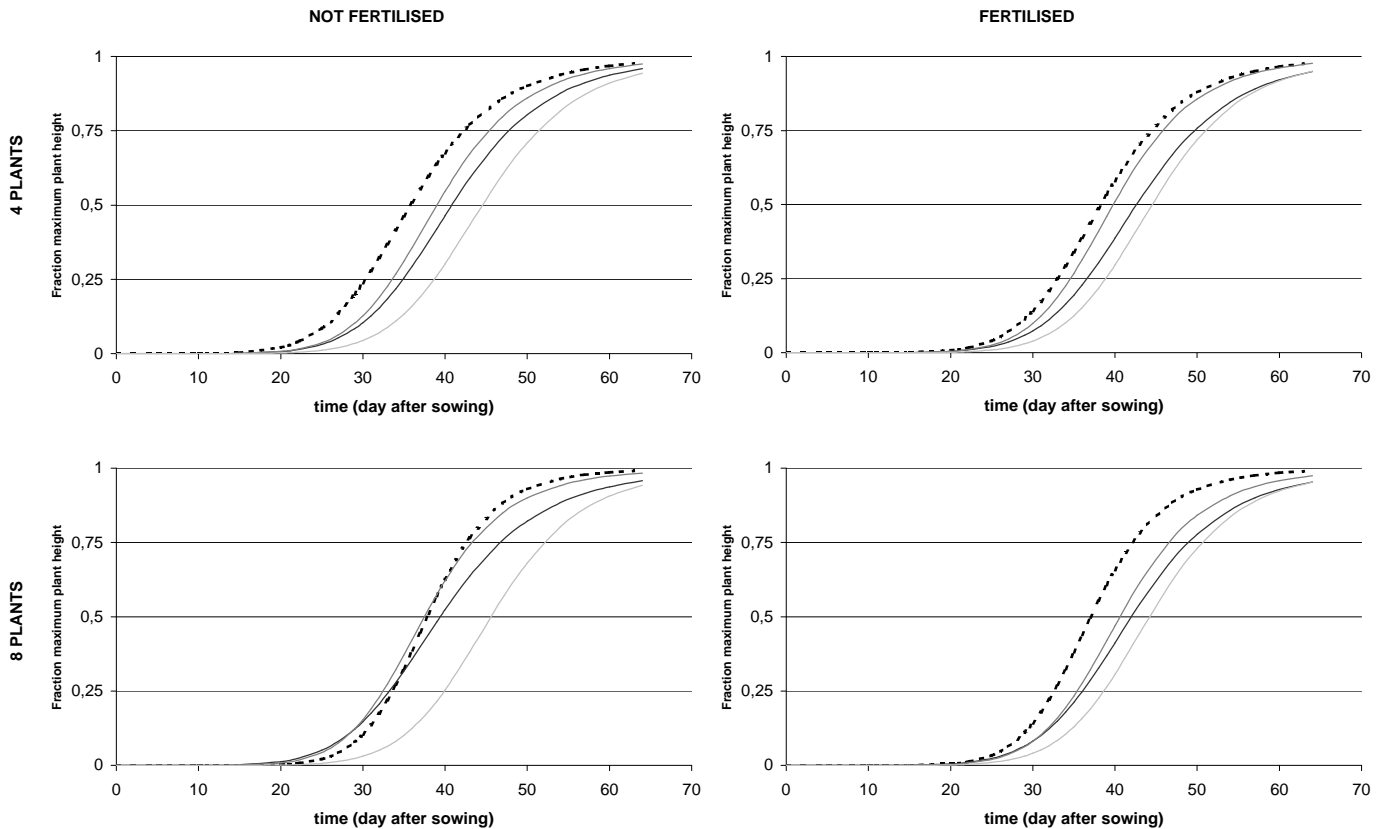 NOT FERTILISED
FERTILISED
4 PLANTS
Fraction maximum plant height
1
0,75
0,5
0,25
0
0 10 20 30 40 50 60 70
time (day after sowing)
Fraction maximum plant height
1
0,75
0,5
0,25
0
0 10 20 30 40 50 60 70
time (day after sowing)
8 PLANTS
Fraction maximum plant height
1
0,75
0,5
0,25
0
0 10 20 30 40 50 60 70
time (day after sowing)
Fraction maximum plant height
1
0,75
0,5
0,25
0
0 10 20 30 40 50 60 70
time (day after sowing)